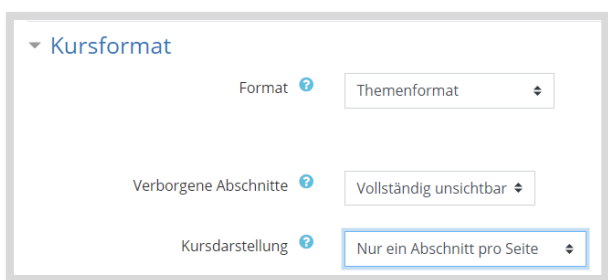 Kursformat
Format Themenformat
Verborgene Abschnitte Vollständig unsichtbar
Kursdarstellung Nur ein Abschnitt pro Seite